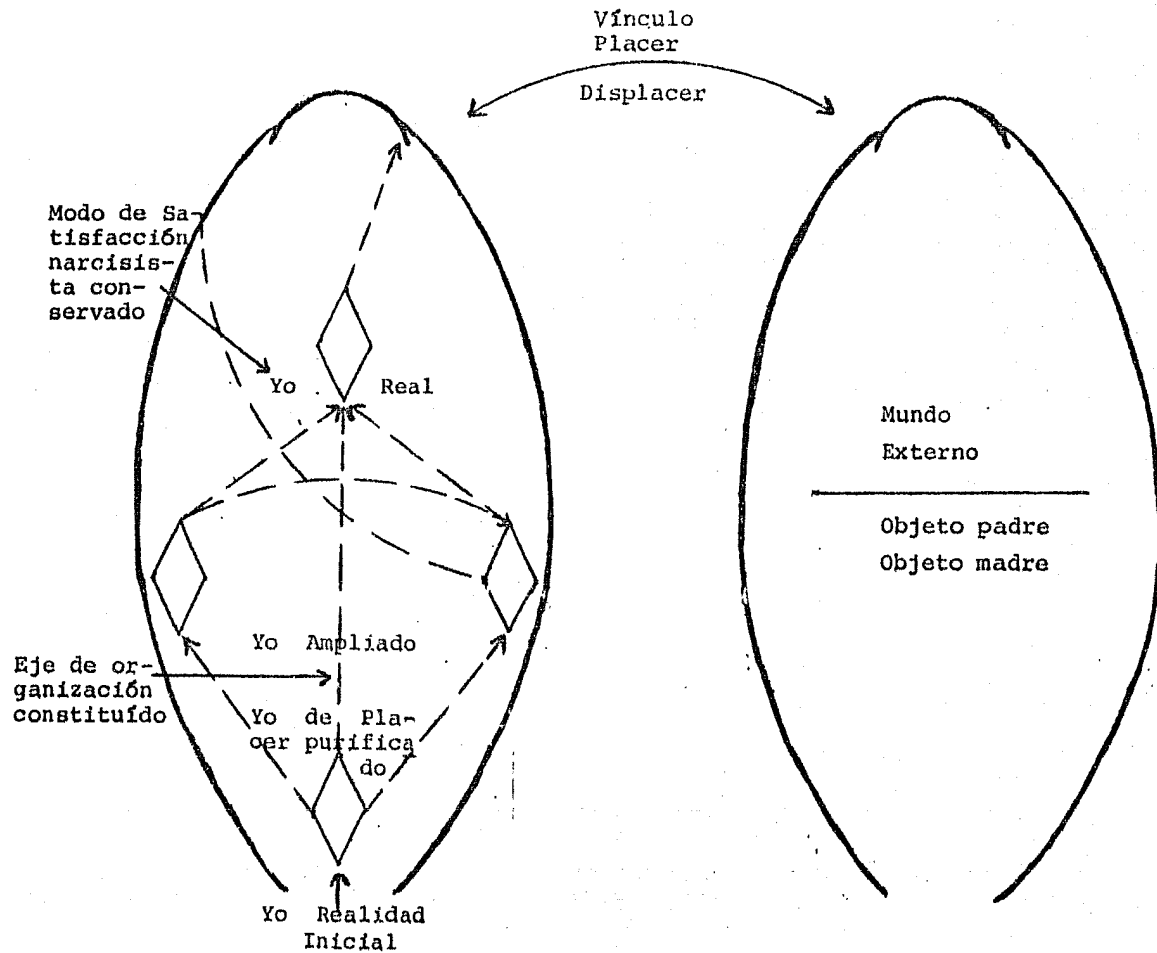 Vínculo
Placer
Displacer
Modo de Sa-
tisfacción
narcisis-
ta con-
servado
Yo Real
Mundo
Externo
Objeto padre
Objeto madre
Yo Ampliado
Eje de or-
ganización
constituído
Yo de Pla-
cer purifica
do
Yo Realidad
Inicial